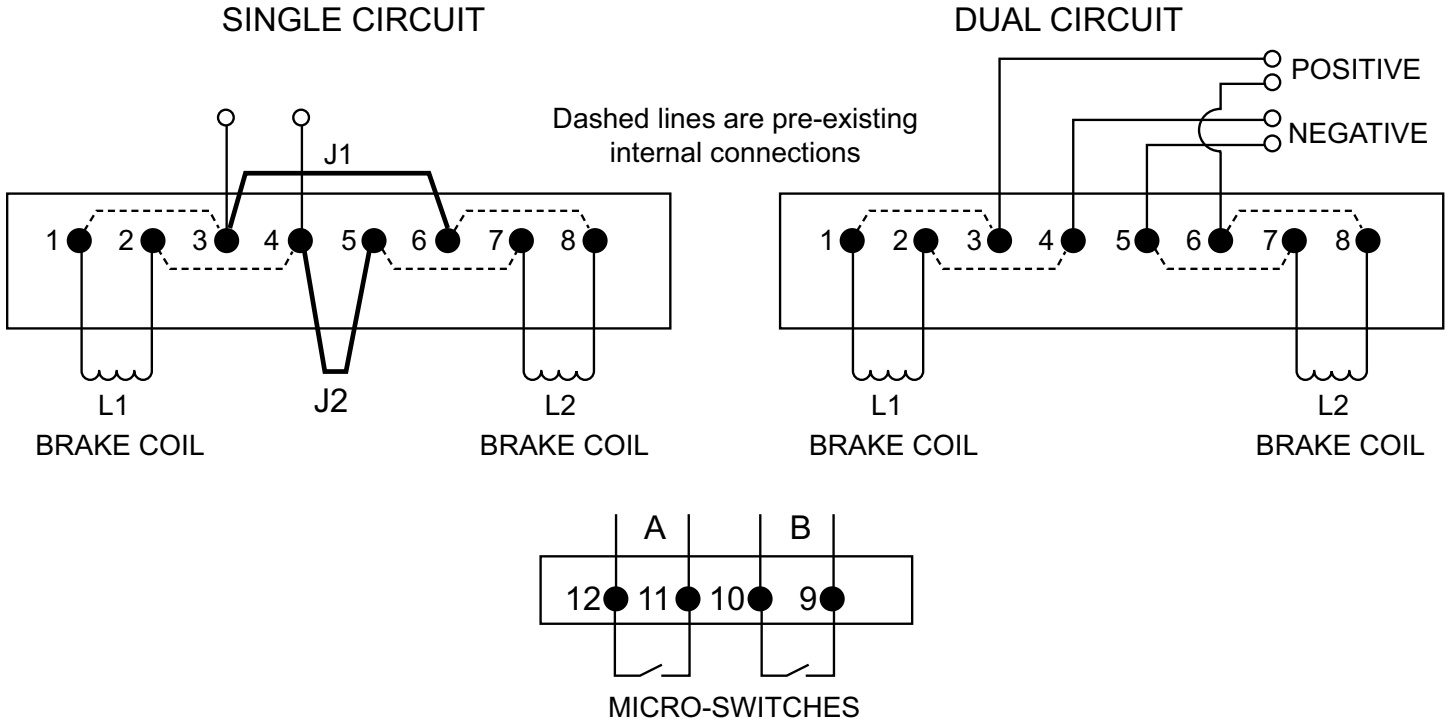 SINGLE CIRCUIT
DUAL CIRCUIT
POSITIVE
Dashed lines are pre-existing
internal connections
NEGATIVE
J1
1 2 3 4 5 6 7 8
1 2 3 4 5 6 7 8
L1
BRAKE COIL
J2
L2
BRAKE COIL
L1
BRAKE COIL
L2
BRAKE COIL
A B
12 11 10 9
MICRO-SWITCHES